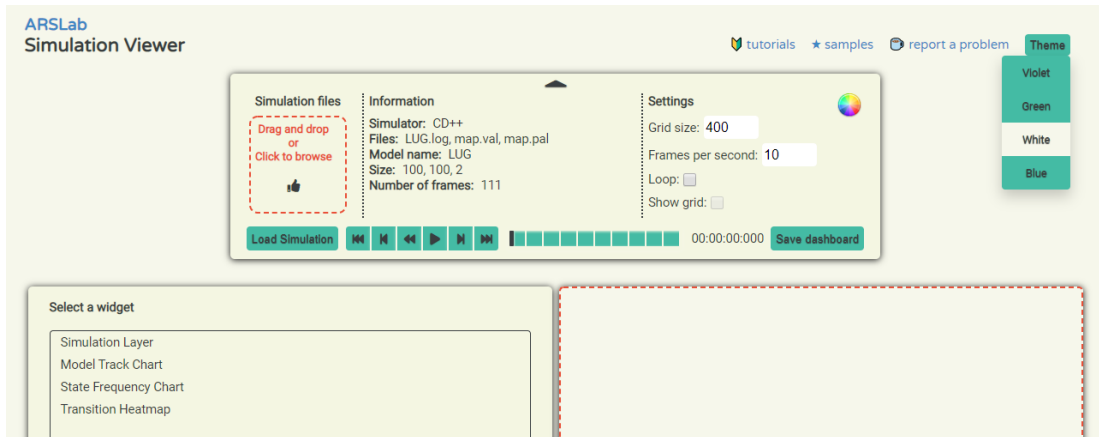 ARSLab
Simulation Viewer
tutorials ★ samples report a problem Theme
Violet
Green
White
Blue
Simulation files
Drag and drop
or
Click to browse
Information
Simulator: CD++
Files: LUG.log, map.val, map.pal
Model name: LUG
Size: 100, 100, 2
Number of frames: 111
Settings
Grid size: 400
Frames per second: 10
Loop:
Show grid:
Load Simulation
00:00:00:000
Save dashboard
Select a widget
Simulation Layer
Model Track Chart
State Frequency Chart
Transition Heatmap